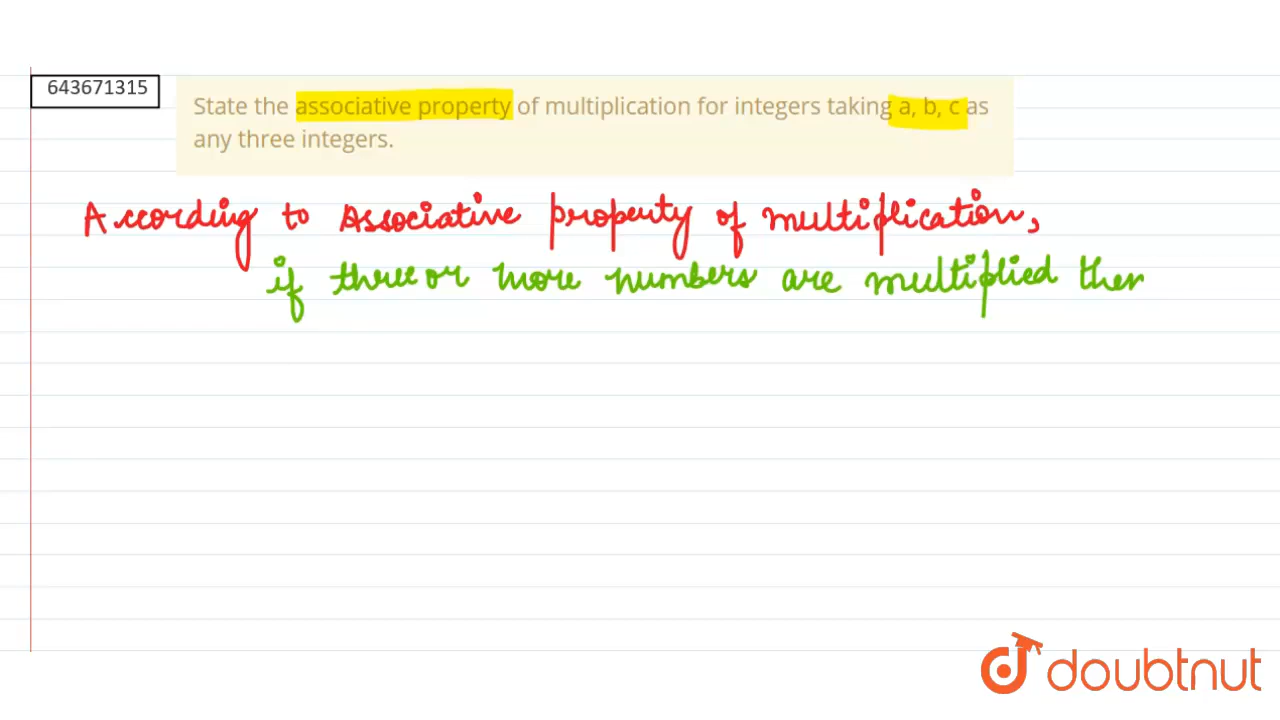 643671315
State the associative property of multiplication for integers taking a, b, c as
any three integers.
According to Associative property of multiplication,
if three or more numbers are multiplied then
doubtnut